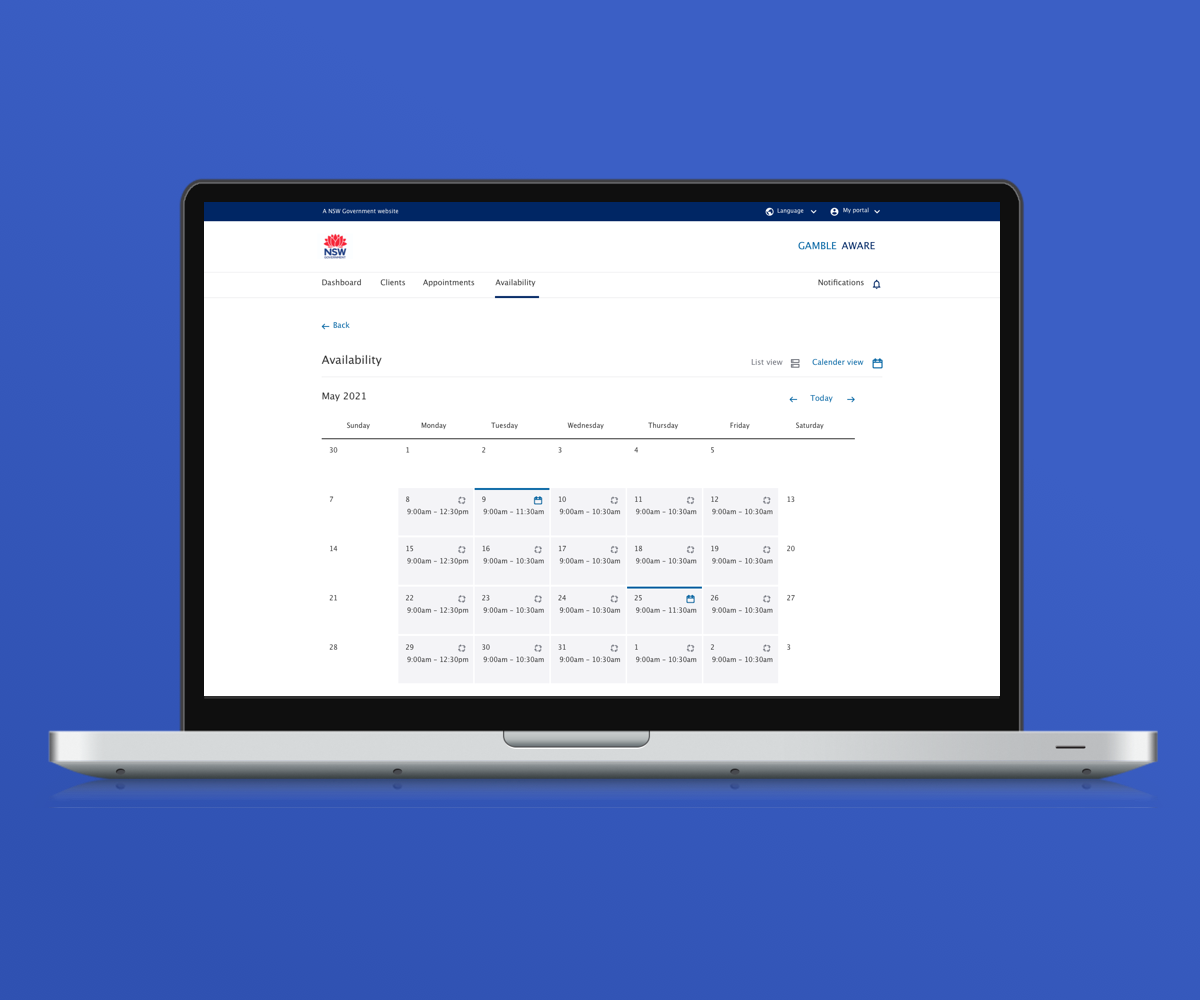 A NSW Government website Language My portal
NSW
GOVERNMENT
GAMBLE AWARE
Dashboard Clients Appointments Availability Notifications
Back
Availability List view Calender view
May 2021 Today
Sunday Monday Tuesday Wednesday Thursday Friday Saturday
30 1 2 3 4 5
7 8 9 10 11 12 13
9:00am - 12:30pm 9:00am - 11:30am 9:00am - 10:30am 9:00am - 10:30am 9:00am - 10:30am
14 15 16 17 18 19 20
9:00am - 12:30pm 9:00am - 10:30am 9:00am - 10:30am 9:00am - 10:30am 9:00am - 10:30am
21 22 23 24 25 26 27
9:00am - 12:30pm 9:00am - 10:30am 9:00am - 10:30am 9:00am - 11:30am 9:00am - 10:30am
28 29 30 31 1 2 3
9:00am - 12:30pm 9:00am - 10:30am 9:00am - 10:30am 9:00am - 10:30am 9:00am - 10:30am